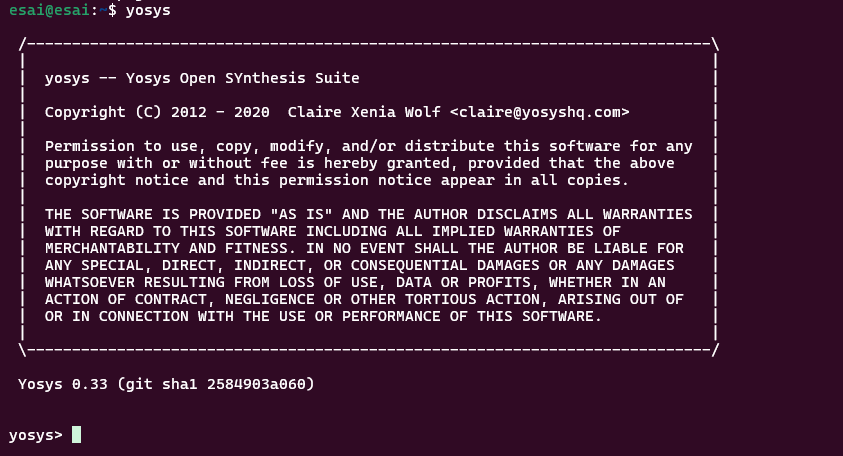 esai@esai:~$ yosys
/----------------------------------------------------------------------------\
|                                                                            |
|  yosys -- Yosys Open SYnthesis Suite                                       |
|                                                                            |
|  Copyright (C) 2012 - 2020  Claire Xenia Wolf <claire@yosyshq.com>         |
|                                                                            |
|  Permission to use, copy, modify, and/or distribute this software for any  |
|  purpose with or without fee is hereby granted, provided that the above    |
|  copyright notice and this permission notice appear in all copies.         |
|                                                                            |
|  THE SOFTWARE IS PROVIDED "AS IS" AND THE AUTHOR DISCLAIMS ALL WARRANTIES  |
|  WITH REGARD TO THIS SOFTWARE INCLUDING ALL IMPLIED WARRANTIES OF          |
|  MERCHANTABILITY AND FITNESS. IN NO EVENT SHALL THE AUTHOR BE LIABLE FOR   |
|  ANY SPECIAL, DIRECT, INDIRECT, OR CONSEQUENTIAL DAMAGES OR ANY DAMAGES    |
|  WHATSOEVER RESULTING FROM LOSS OF USE, DATA OR PROFITS, WHETHER IN AN     |
|  ACTION OF CONTRACT, NEGLIGENCE OR OTHER TORTIOUS ACTION, ARISING OUT OF   |
|  OR IN CONNECTION WITH THE USE OR PERFORMANCE OF THIS SOFTWARE.            |
|                                                                            |
\----------------------------------------------------------------------------/
Yosys 0.33 (git sha1 2584903a060)
yosys>